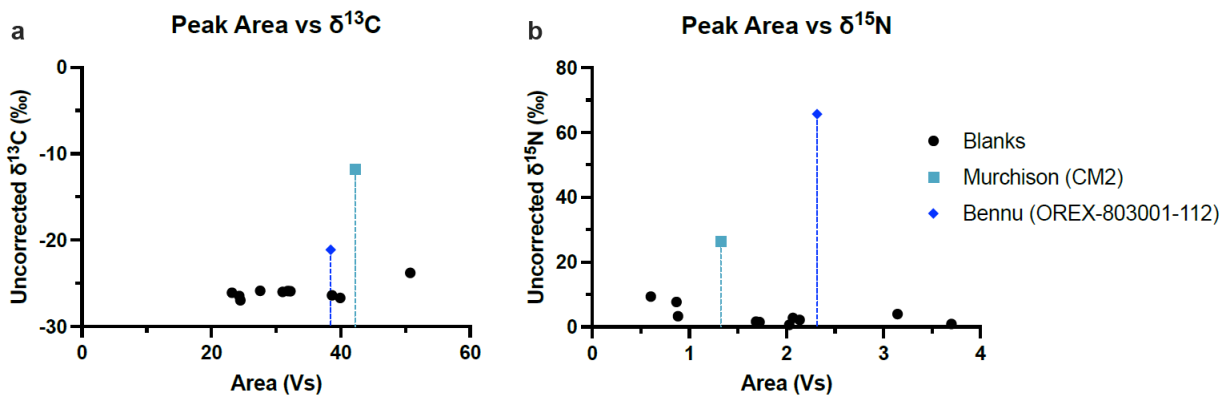 a
Peak Area vs δ¹³C
Uncorrected δ¹³C (‰)
0
-10
-20
-30
0
20
40
60
Area (Vs)
b
Peak Area vs δ¹⁵N
Uncorrected δ¹⁵N (‰)
80
60
40
20
0
0
1
2
3
4
Area (Vs)
Blanks
Murchison (CM2)
Bennu (OREX-803001-112)